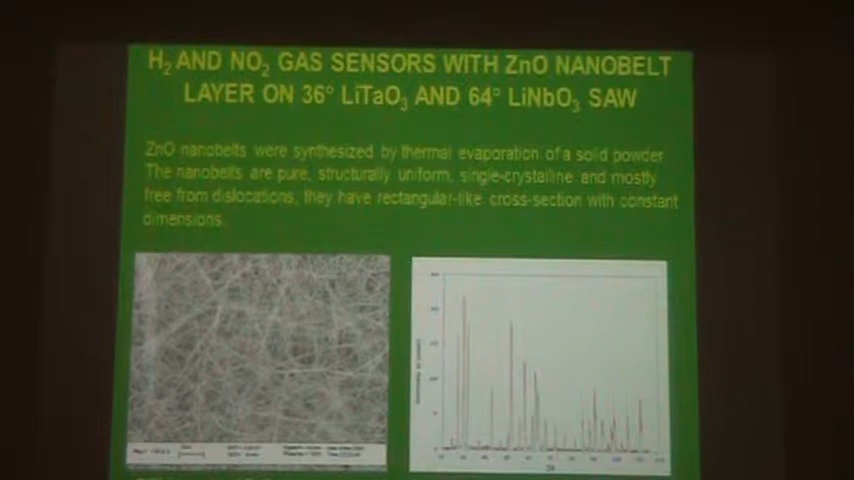 H₂ AND NO₂ GAS SENSORS WITH ZnO NANOBELT
LAYER ON 36° LiTaO₃ AND 64° LiNbO₃ SAW
ZnO nanobelts were synthesized by thermal evaporation of a solid powder
The nanobelts are pure, structurally uniform, single-crystalline and mostly
free from dislocations, they have rectangular-like cross-section with constant
dimensions.